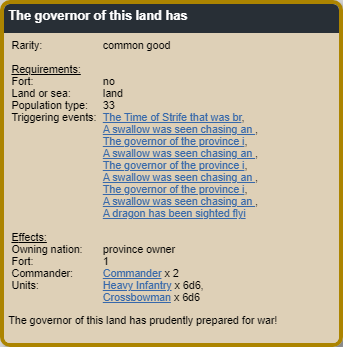 The governor of this land has
Rarity: common good
Requirements:
Fort: no
Land or sea: land
Population type: 33
Triggering events: The Time of Strife that was br,
A swallow was seen chasing an ,
The governor of the province i,
A swallow was seen chasing an ,
The governor of the province i,
A swallow was seen chasing an ,
The governor of the province i,
A swallow was seen chasing an ,
A dragon has been sighted flyi
Effects:
Owning nation: province owner
Fort: 1
Commander: Commander x 2
Units: Heavy Infantry x 6d6,
Crossbowman x 6d6
The governor of this land has prudently prepared for war!